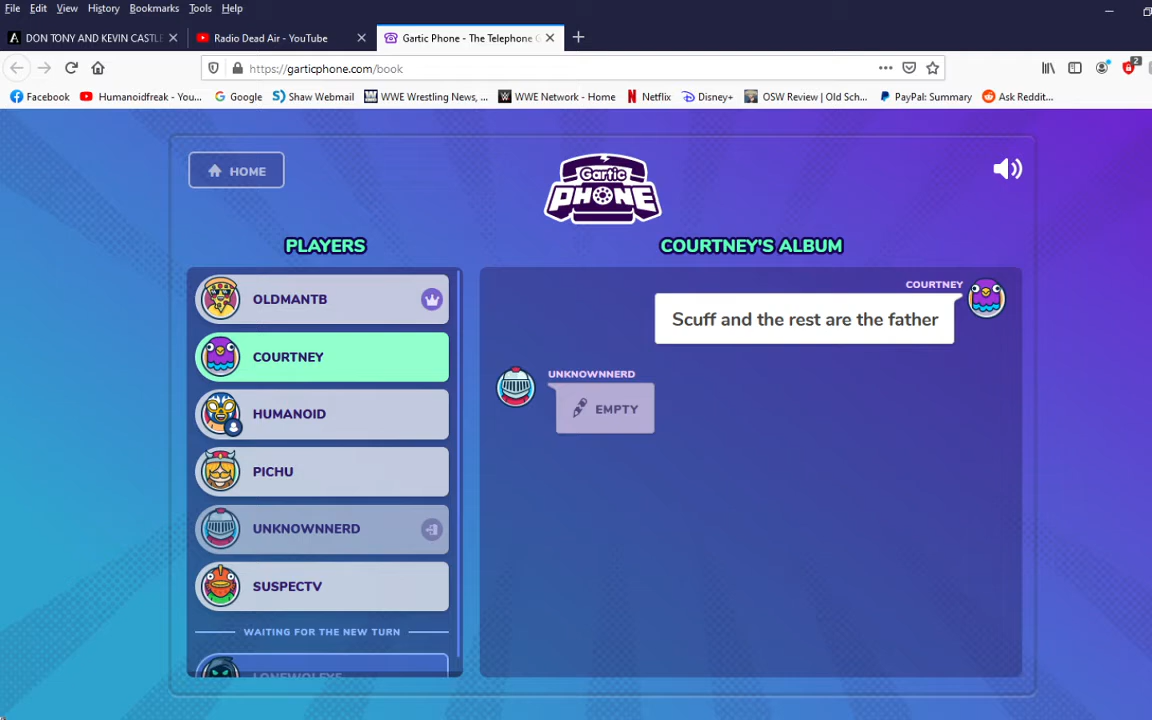 File Edit View History Bookmarks Tools Help
DON TONY AND KEVIN CASTLE
Radio Dead Air - YouTube
Gartic Phone - The Telephone G
https://garticphone.com/book
2
Facebook
Humanoidfreak - You...
Google
Shaw Webmail
WWE Wrestling News, ...
WWE Network - Home
Netflix
Disney+
OSW Review | Old Sch...
PayPal: Summary
Ask Reddit...
HOME
Gartic
PHONE
PLAYERS
COURTNEY'S ALBUM
OLDMANTB
COURTNEY
HUMANOID
PICHU
UNKNOWNNERD
SUSPECTV
WAITING FOR THE NEW TURN
COURTNEY
Scuff and the rest are the father
UNKNOWNNERD
EMPTY